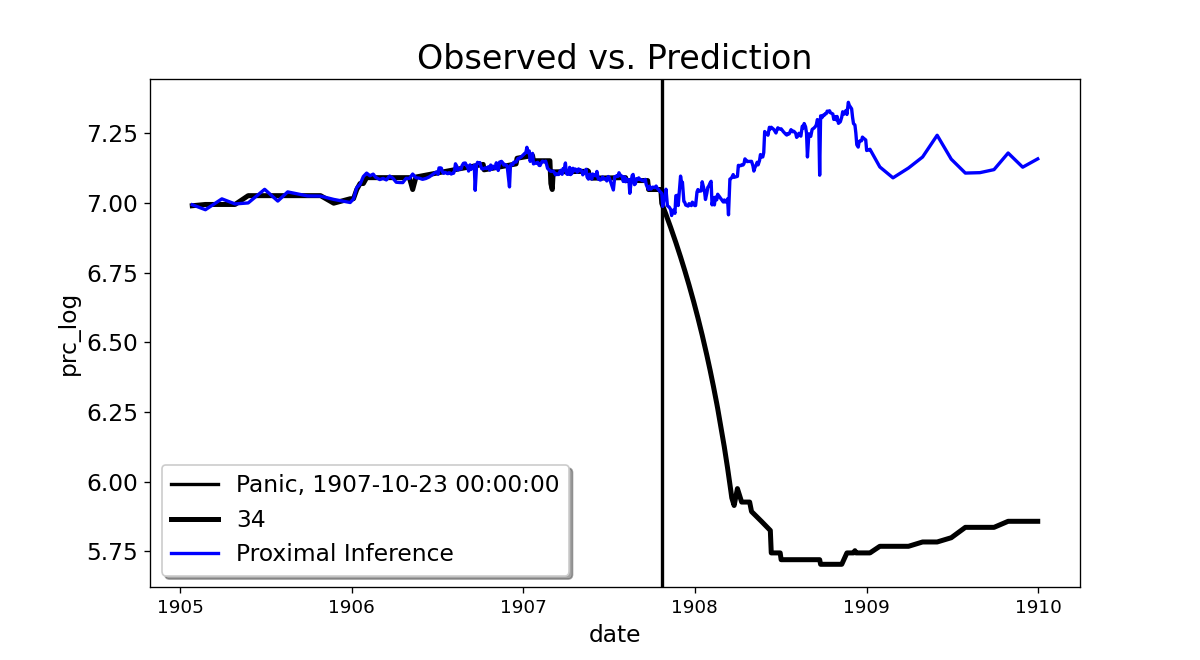 Observed vs. Prediction
prc_log
7.25
7.00
6.75
6.50
6.25
6.00
5.75
Panic, 1907-10-23 00:00:00
34
Proximal Inference
1905 1906 1907 1908 1909 1910
date